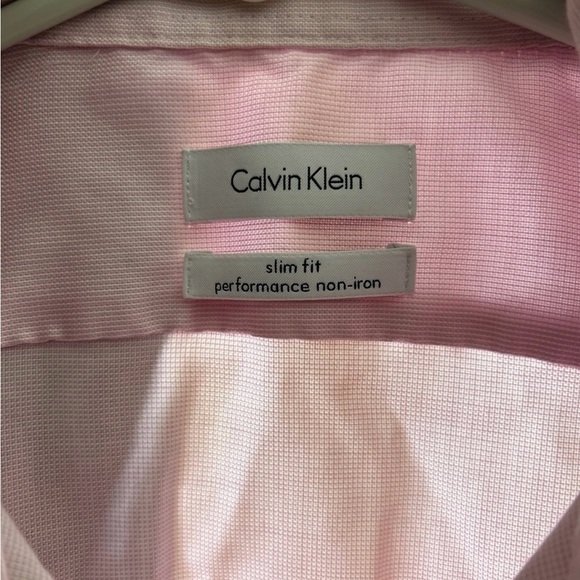 Calvin Klein
slim fit
performance non-iron